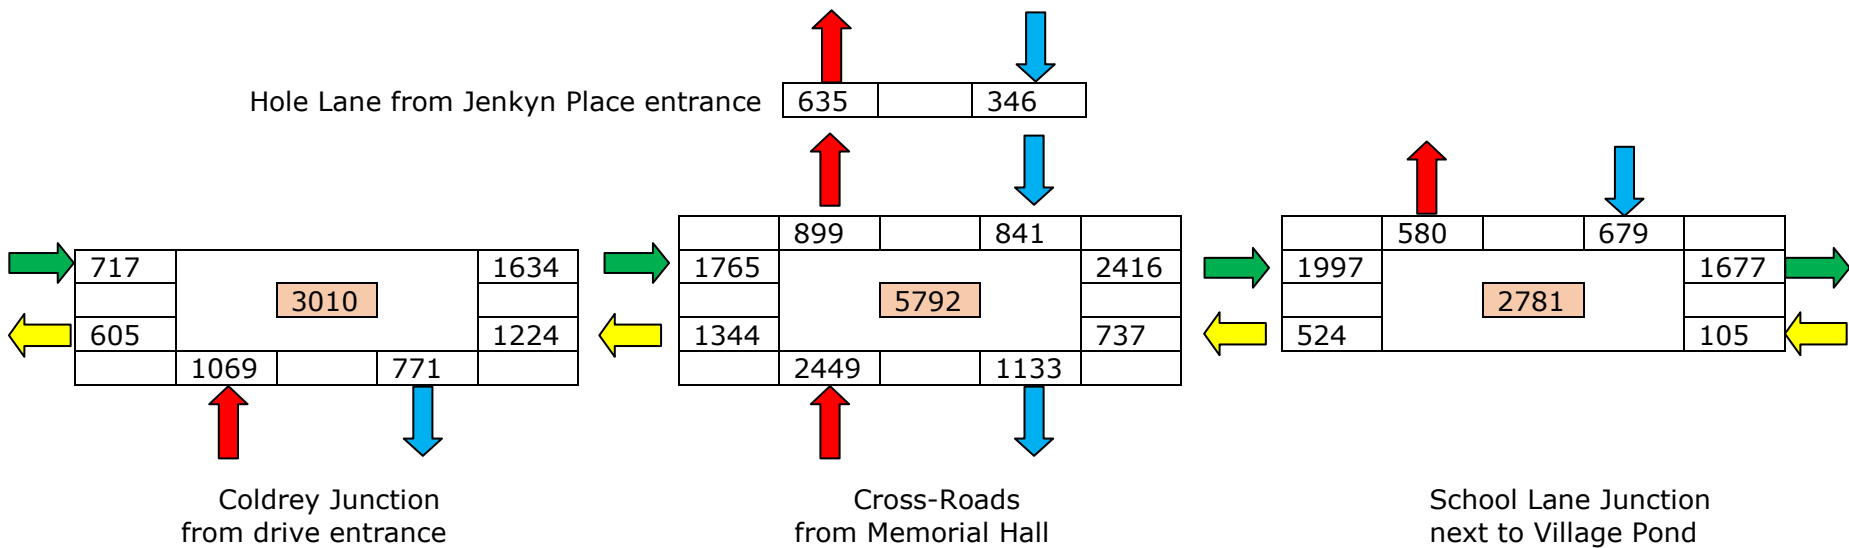 Hole Lane from Jenkyn Place entrance 635 346
899 841 580 679
717 1634 1765 2416 1997 1677
3010 5792 2781
605 1224 1344 737 524 105
1069 771 2449 1133
Coldrey Junction Cross-Roads School Lane Junction
from drive entrance from Memorial Hall next to Village Pond